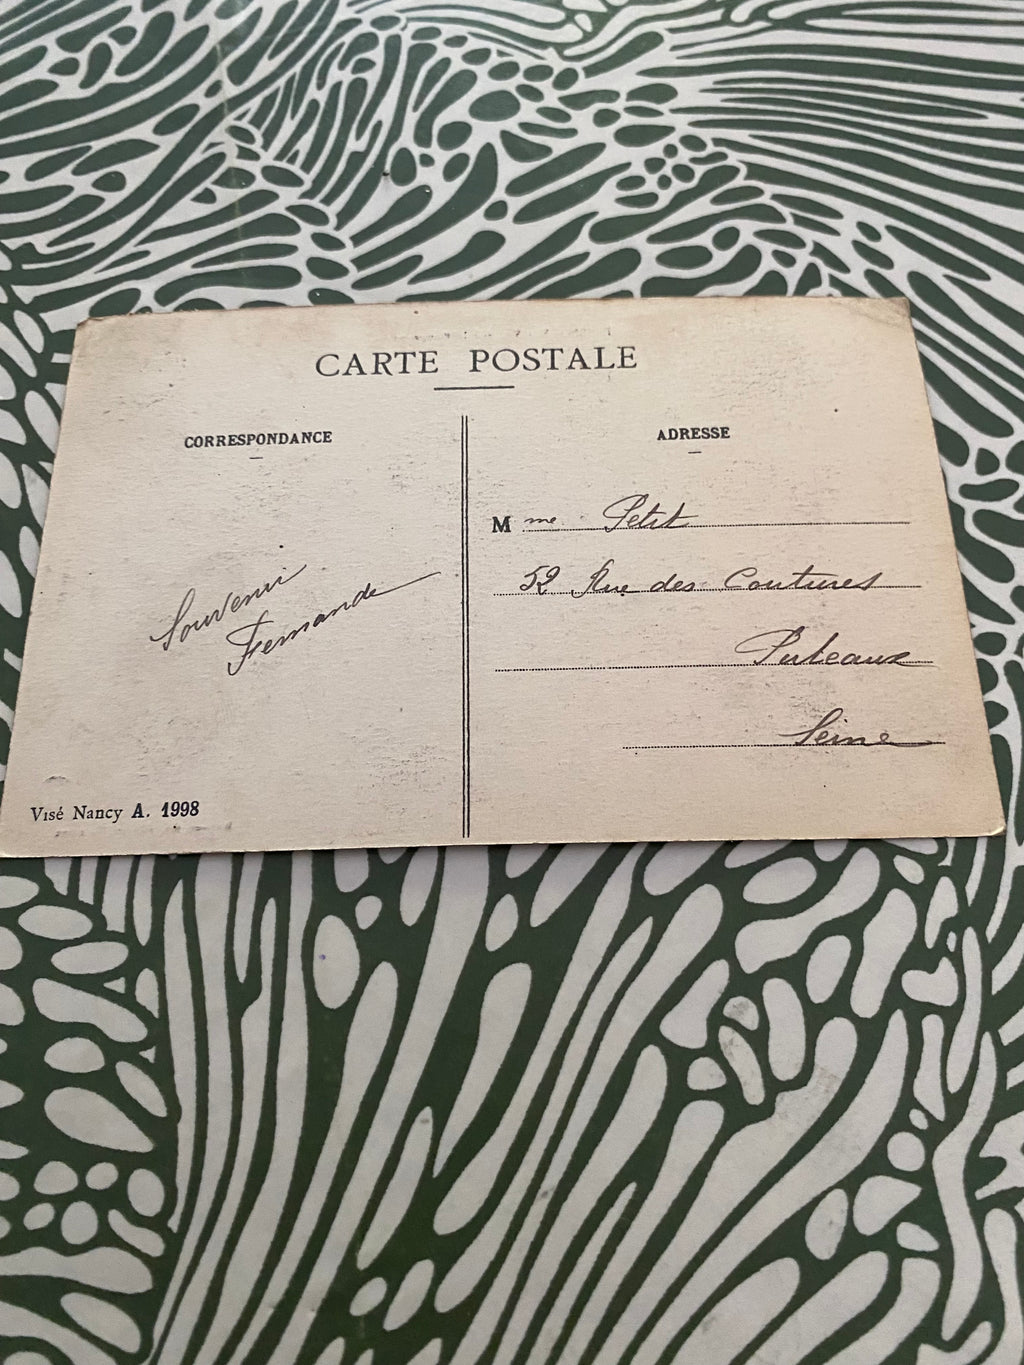 CARTE POSTALE
CORRESPONDANCE
Souvenir
Fernande
Visé Nancy A. 1998
ADRESSE
Mme Petit
52 Rue des Coutures
Puteaux
Seine